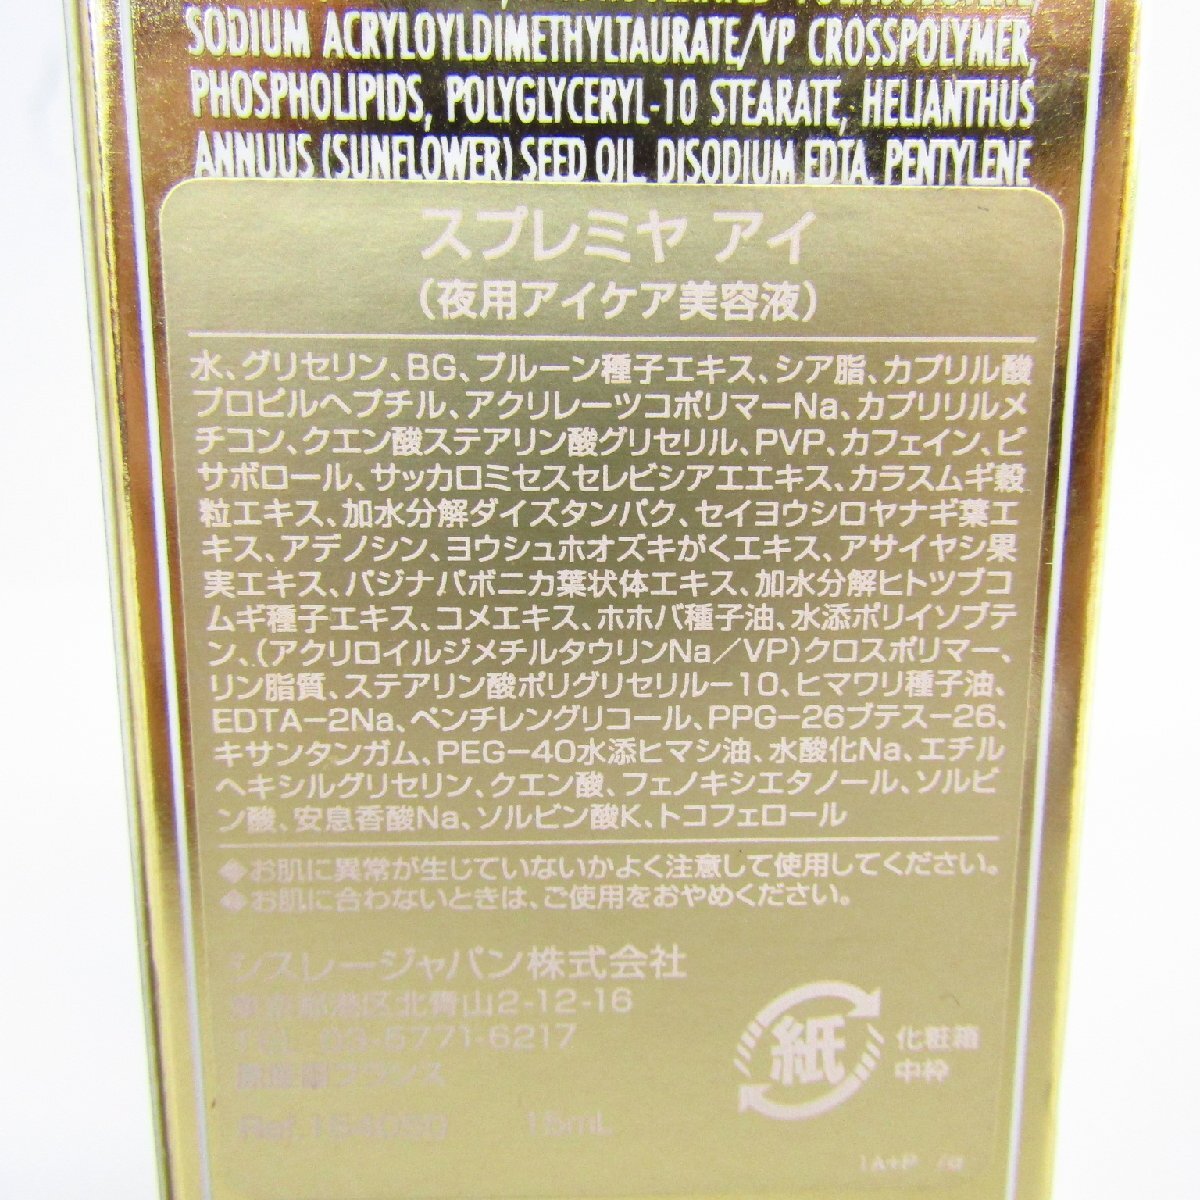 SODIUM ACRYLOYLDIMETHYLTAURATE/VP CROSSPOLYMER,
PHOSPHOLIPIDS, POLYGLYCERYL-10 STEARATE, HELIANTHUS
ANNUUS (SUNFLOWER) SEED OIL, DISODIUM EDTA, PENTYLENE
スプレミヤ アイ
（夜用アイケア美容液）
水、グリセリン、BG、プルーン種子エキス、シア脂、カプリル酸
プロピルヘプチル、アクリレーツコポリマーNa、カプリリルメ
チコン、クエン酸ステアリン酸グリセリル、PVP、カフェイン、ビ
サボロール、サッカロミセスセレビシアエエキス、カラスムギ穀
粒エキス、加水分解ダイズタンパク、セイヨウシロヤナギ葉エ
キス、アデノシン、ヨウシュホオズキがくエキス、アサイヤシ果
実エキス、パジナパボニカ葉状体エキス、加水分解ヒトツブコ
ムギ種子エキス、コメエキス、ホホバ種子油、水添ポリイソブテ
ン、（アクリロイルジメチルタウリンNa／VP）クロスポリマー、
リン脂質、ステアリン酸ポリグリセリル－10、ヒマワリ種子油、
EDTA－2Na、ペンチレングリコール、PPG－26ブテス－26、
キサンタンガム、PEG－40水添ヒマシ油、水酸化Na、エチル
ヘキシルグリセリン、クエン酸、フェノキシエタノール、ソルビ
ン酸、安息香酸Na、ソルビン酸K、トコフェロール
◆お肌に異常が生じていないかよく注意して使用してください。
◆お肌に合わないときは、ご使用をおやめください。
シスレージャパン株式会社
東京都港区北青山2-12-16
TEL 03-5771-6217
原産国フランス
Ref.154050 15mL
紙
化粧箱
中枠